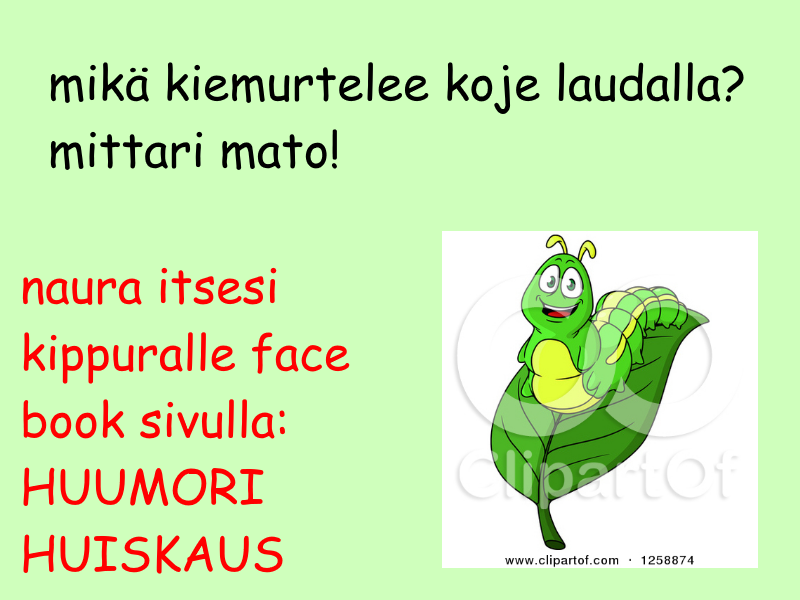 mikä kiemurtelee koje laudalla?
mittari mato!
naura itsesi
kippuralle face
book sivulla:
HUUMORI
HUISKAUS
ClipartOf
www.clipartof.com · 1258874